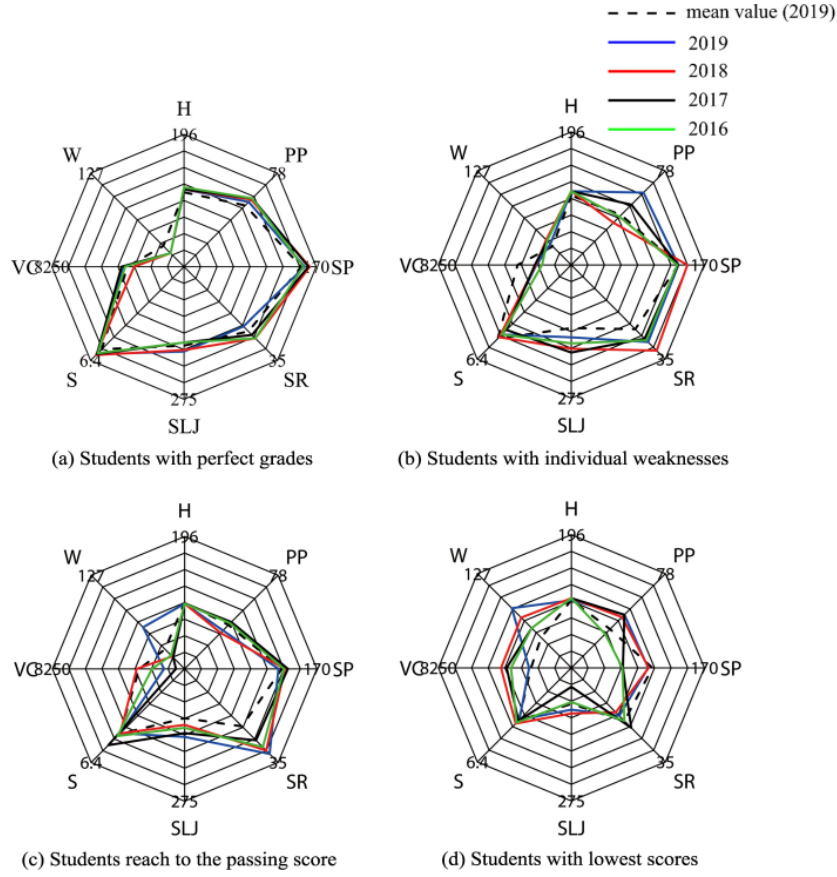 mean value (2019)
2019
2018
2017
2016
H
196
W
127
PP
78
VC
8250
170
SP
S
6.4
SR
35
275
SLJ
(a) Students with perfect grades
H
196
W
127
PP
78
VC
8250
170
SP
S
6.4
SR
35
275
SLJ
(b) Students with individual weaknesses
H
196
W
127
PP
78
VC
8250
170
SP
S
6.4
SR
35
275
SLJ
(c) Students reach to the passing score
H
196
W
127
PP
78
VC
8250
170
SP
S
6.4
SR
35
275
SLJ
(d) Students with lowest scores